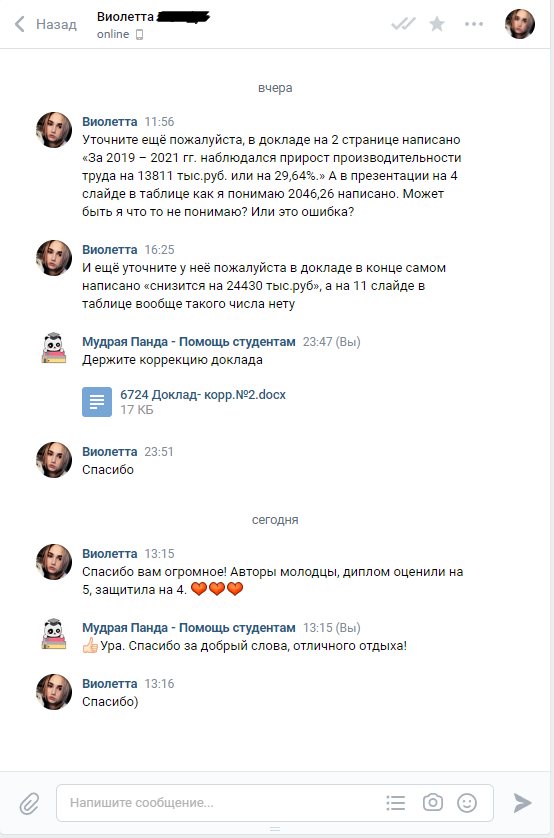 Назад
Виолетта
online
вчера
Виолетта 11:56
Уточните ещё пожалуйста, в докладе на 2 странице написано
«За 2019 – 2021 гг. наблюдался прирост производительности
труда на 13811 тыс.руб. или на 29,64%.» А в презентации на 4
слайде в таблице как я понимаю 2046,26 написано. Может
быть я что то не понимаю? Или это ошибка?
Виолетта 16:25
И ещё уточните у неё пожалуйста в докладе в конце самом
написано «снизится на 24430 тыс.руб», а на 11 слайде в
таблице вообще такого числа нету
Мудрая Панда - Помощь студентам 23:47 (Вы)
Держите коррекцию доклада
6724 Доклад- корр.№2.docx
17 КБ
Виолетта 23:51
Спасибо
сегодня
Виолетта 13:15
Спасибо вам огромное! Авторы молодцы, диплом оценили на
5, защитила на 4.
Мудрая Панда - Помощь студентам 13:15 (Вы)
Ура. Спасибо за добрый слова, отличного отдыха!
Виолетта 13:16
Спасибо)
Напишите сообщение...